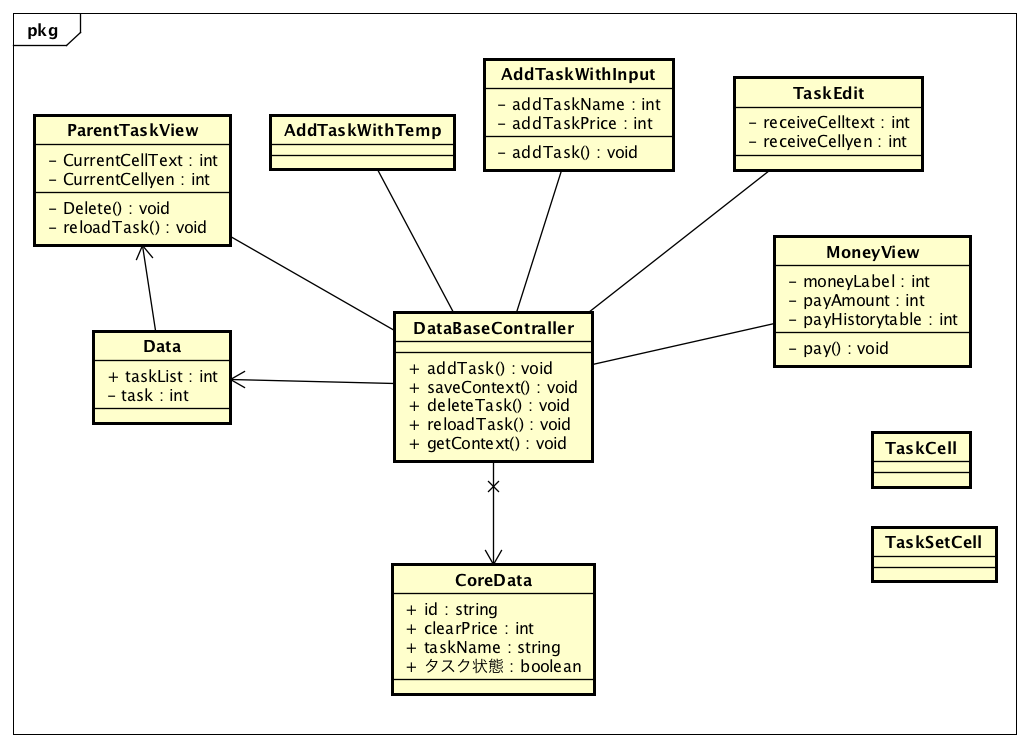 pkg
ParentTaskView
- CurrentCellText : int
- CurrentCellyen : int
- Delete() : void
- reloadTask() : void
AddTaskWithTemp
AddTaskWithInput
- addTaskName : int
- addTaskPrice : int
- addTask() : void
TaskEdit
- receiveCelltext : int
- receiveCellyen : int
MoneyView
- moneyLabel : int
- payAmount : int
- payHistorytable : int
- pay() : void
Data
+ taskList : int
- task : int
DataBaseContraller
+ addTask() : void
+ saveContext() : void
+ deleteTask() : void
+ reloadTask() : void
+ getContext() : void
TaskCell
TaskSetCell
CoreData
+ id : string
+ clearPrice : int
+ taskName : string
+ タスク状態 : boolean